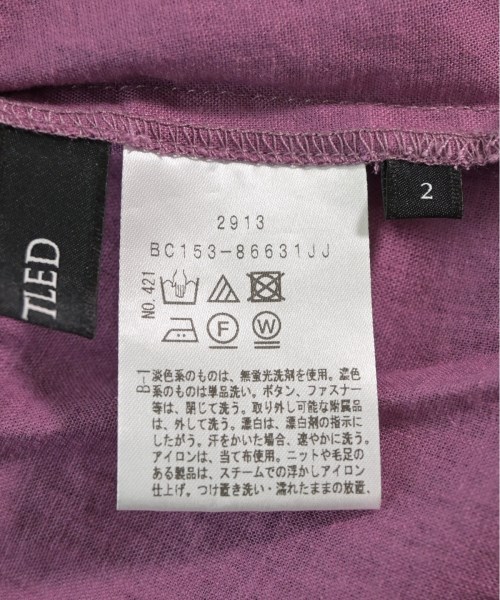 TLED
2
2913
BC153-86631JJ
NO.421
F
W
B-1
淡色系のものは、無蛍光洗剤を使用。濃色
系のものは単品洗い。ボタン、ファスナー
等は、閉じて洗う。取り外し可能な附属品
は、外して洗う。漂白は、漂白剤の指示に
したがう。汗をかいた場合、速やかに洗う。
アイロンは、当て布使用。ニットや毛足の
ある製品は、スチームでの浮かしアイロン
仕上げ。つけ置き洗い・濡れたままの放置、